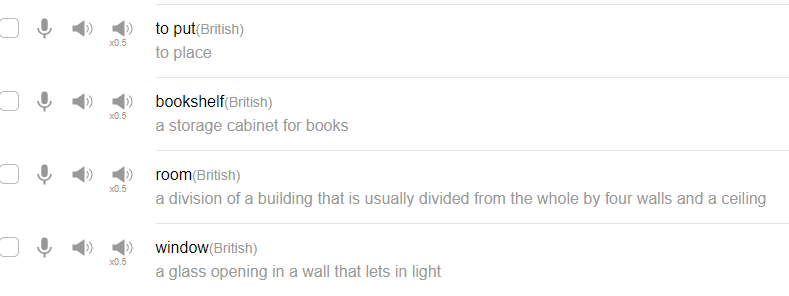 to put(British)
x0.5
to place
bookshelf(British)
x0.5
a storage cabinet for books
room(British)
x0.5
a division of a building that is usually divided from the whole by four walls and a ceiling
window(British)
x0.5
a glass opening in a wall that lets in light